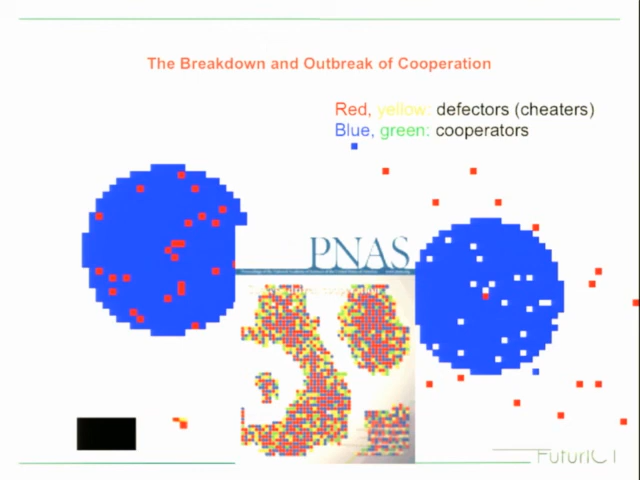 The Breakdown and Outbreak of Cooperation
Red, yellow: defectors (cheaters)
Blue, green: cooperators
PNAS
FuturICT